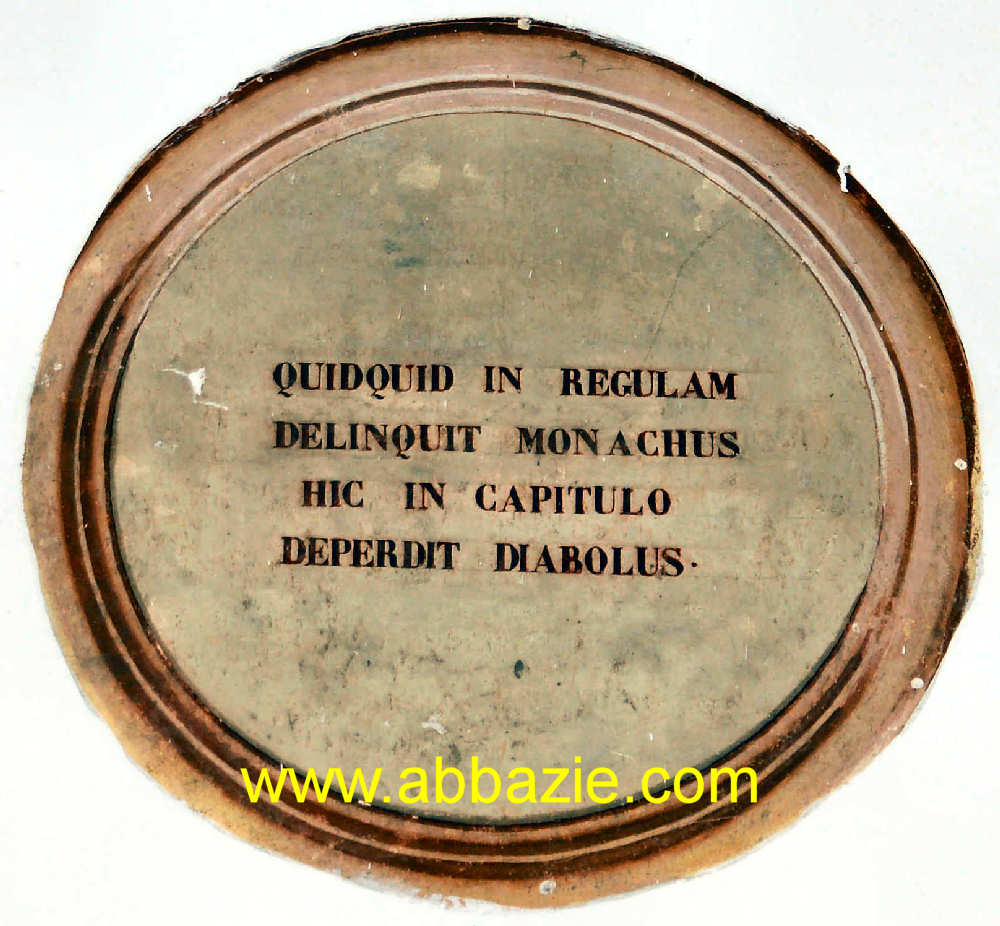 QUIDQUID IN REGULAM
DELINQUIT MONACHUS
HIC IN CAPITULO
DEPERDIT DIABOLUS·
www.abbazie.com